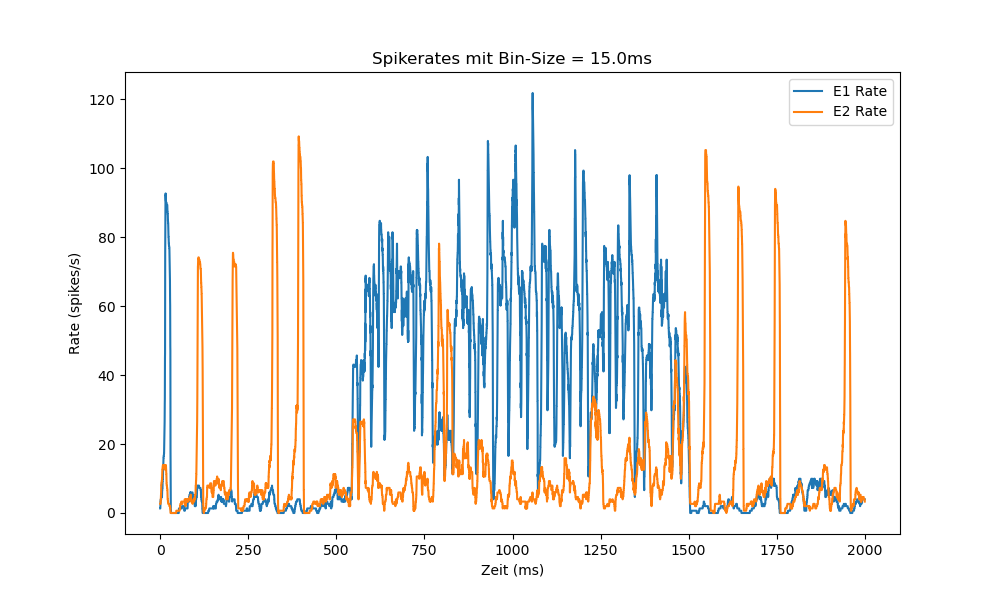 Spikerates mit Bin-Size = 15.0ms
E1 Rate
E2 Rate
Rate (spikes/s)
120
100
80
60
40
20
0
0 250 500 750 1000 1250 1500 1750 2000
Zeit (ms)